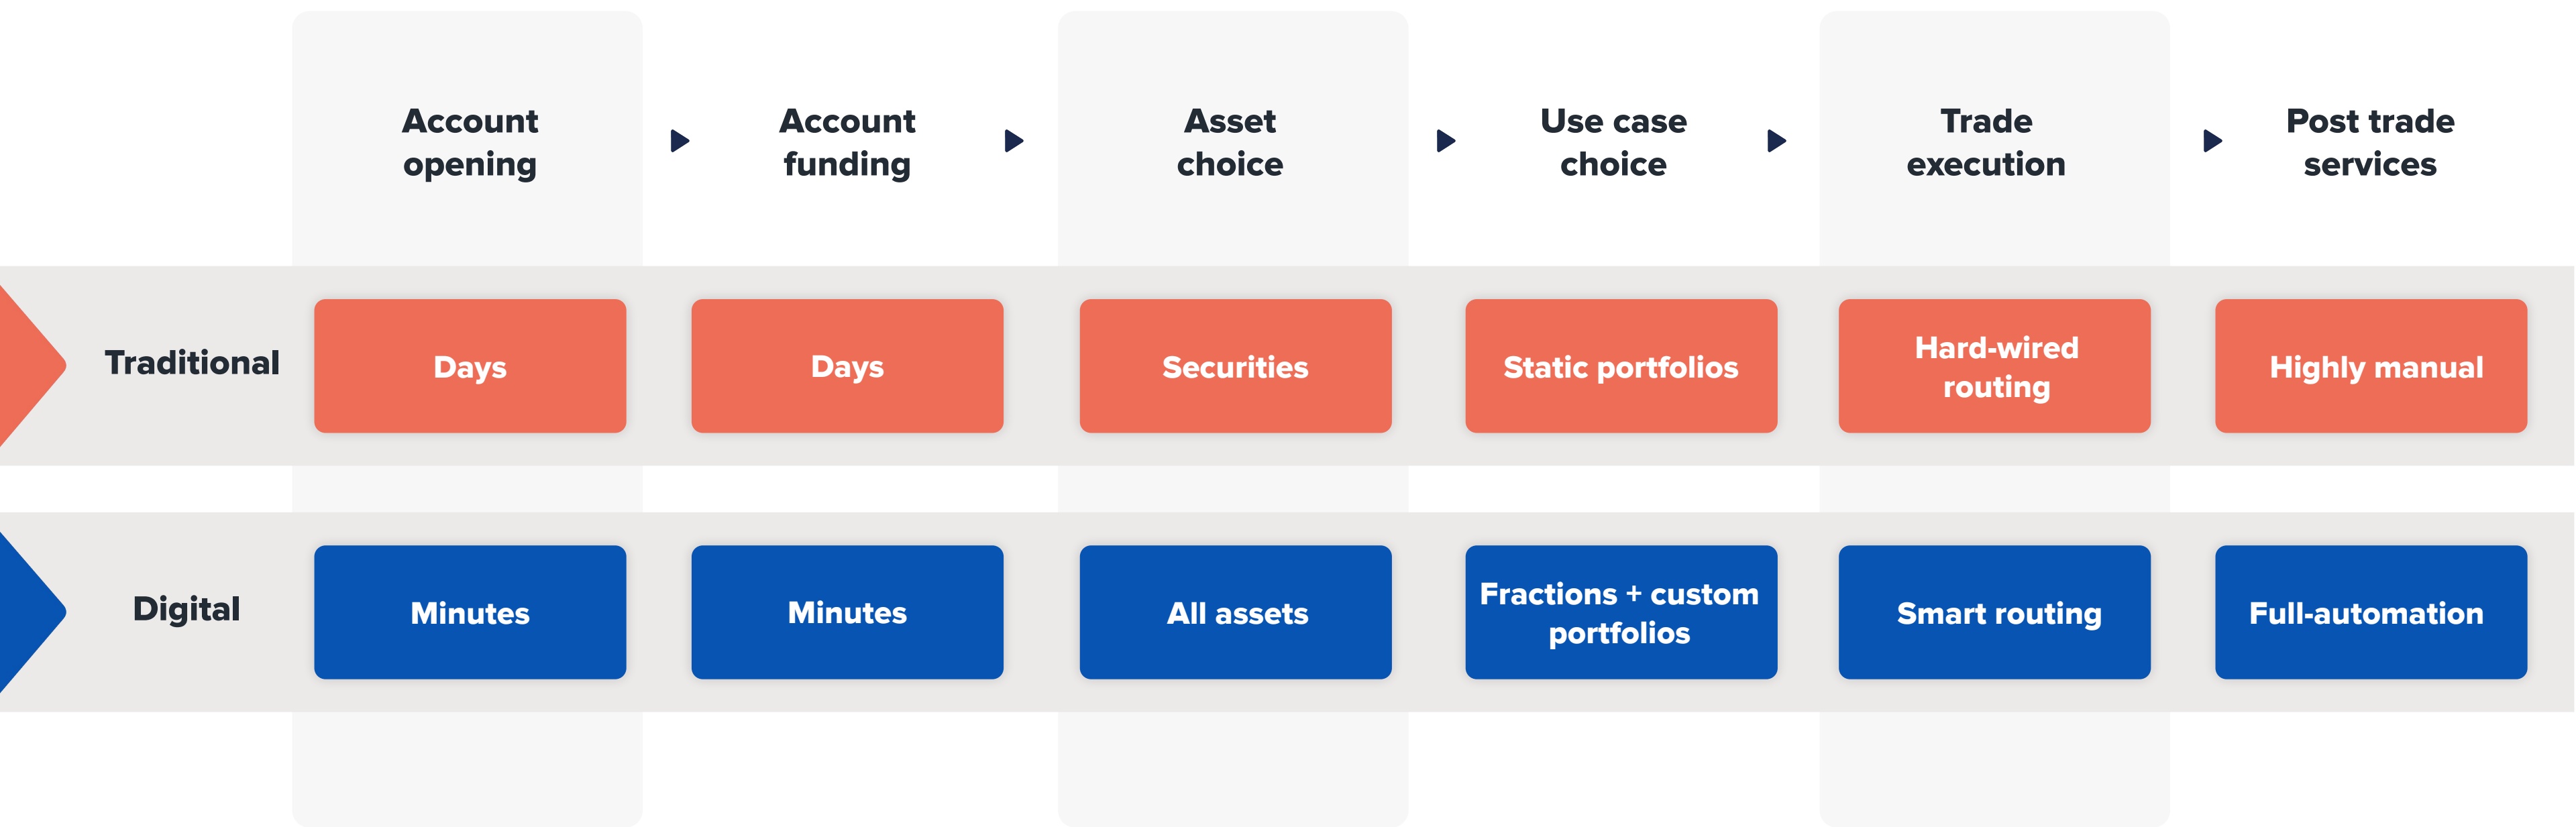 Account
opening
Account
funding
Asset
choice
Use case
choice
Trade
execution
Post trade
services
Traditional
Days
Days
Securities
Static portfolios
Hard-wired
routing
Highly manual
Digital
Minutes
Minutes
All assets
Fractions + custom
portfolios
Smart routing
Full-automation